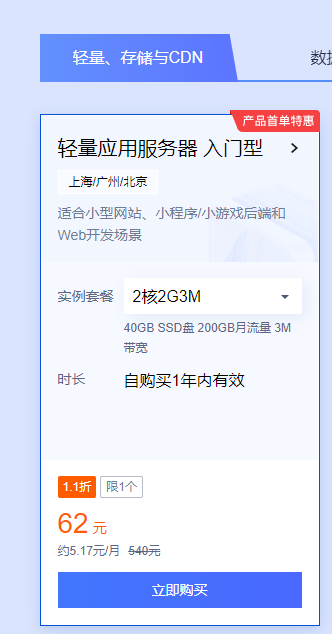 轻量、存储与CDN
数据
产品首单特惠
轻量应用服务器 入门型
上海/广州/北京
适合小型网站、小程序/小游戏后端和
Web开发场景
实例套餐 2核2G3M
40GB SSD盘 200GB月流量 3M
带宽
时长 自购买1年内有效
1.1折 限1个
62 元
约5.17元/月 540元
立即购买